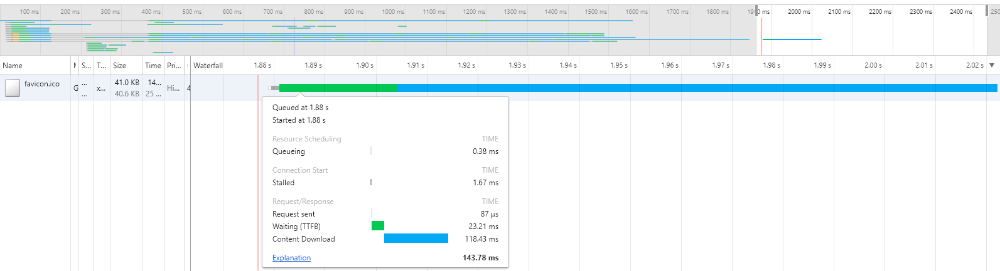 100 ms 200 ms 300 ms 400 ms 500 ms 600 ms 700 ms 800 ms 900 ms 1000 ms 1100 ms 1200 ms 1300 ms 1400 ms 1500 ms 1600 ms 1700 ms 1800 ms 190 0 ms 2000 ms 2100 ms 2200 ms 2300 ms 2400 ms 250
Name M S... T... Size Time Pri... Waterfall 1.88 s 1.89 s 1.90 s 1.91 s 1.92 s 1.93 s 1.94 s 1.95 s 1.96 s 1.97 s 1.98 s 1.99 s 2.00 s 2.01 s 2.02 s ▼
favicon.ico G ... x... 41.0 KB 14... Hi... 4
... 40.6 KB 25 ...
Queued at 1.88 s
Started at 1.88 s
Resource Scheduling TIME
Queueing 0.38 ms
Connection Start TIME
Stalled 1.67 ms
Request/Response TIME
Request sent 87 μs
Waiting (TTFB) 23.21 ms
Content Download 118.43 ms
Explanation 143.78 ms